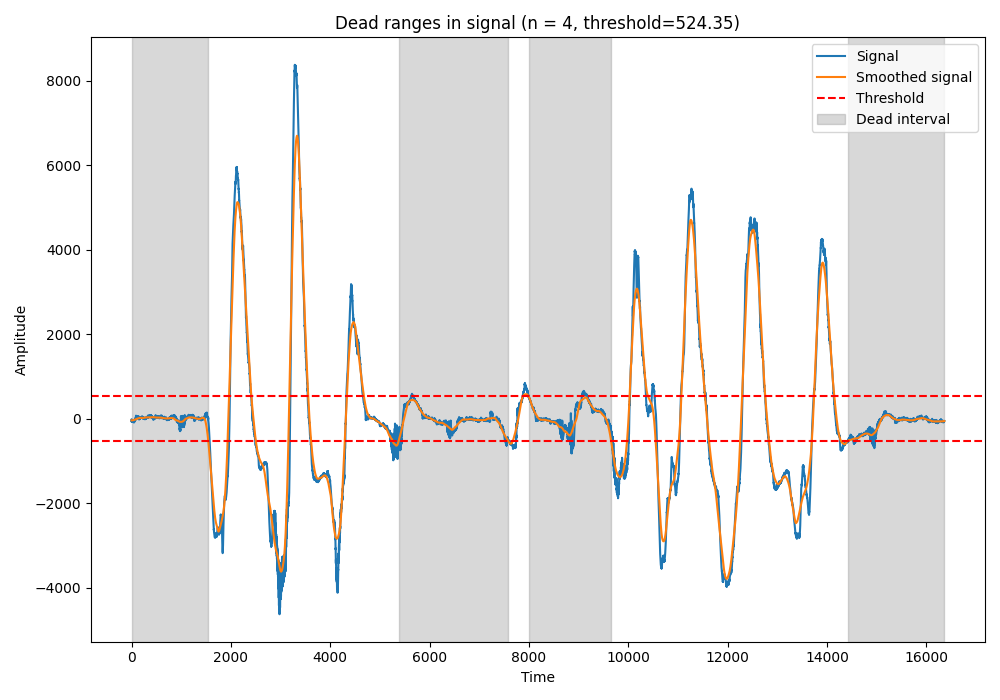 Dead ranges in signal (n = 4, threshold=524.35)
Signal
Smoothed signal
Threshold
Dead interval
8000
6000
4000
2000
0
−2000
−4000
Amplitude
0
2000
4000
6000
8000
10000
12000
14000
16000
Time